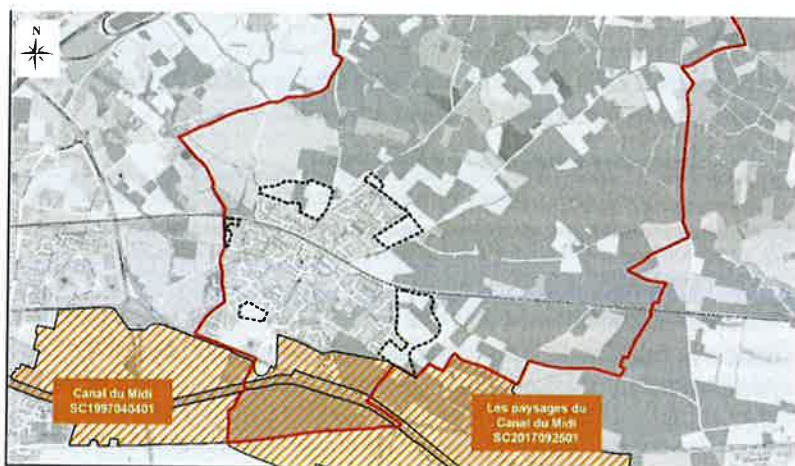 N
Canal du Midi
SC1997040401
Les paysages du
Canal du Midi
SC2017092501